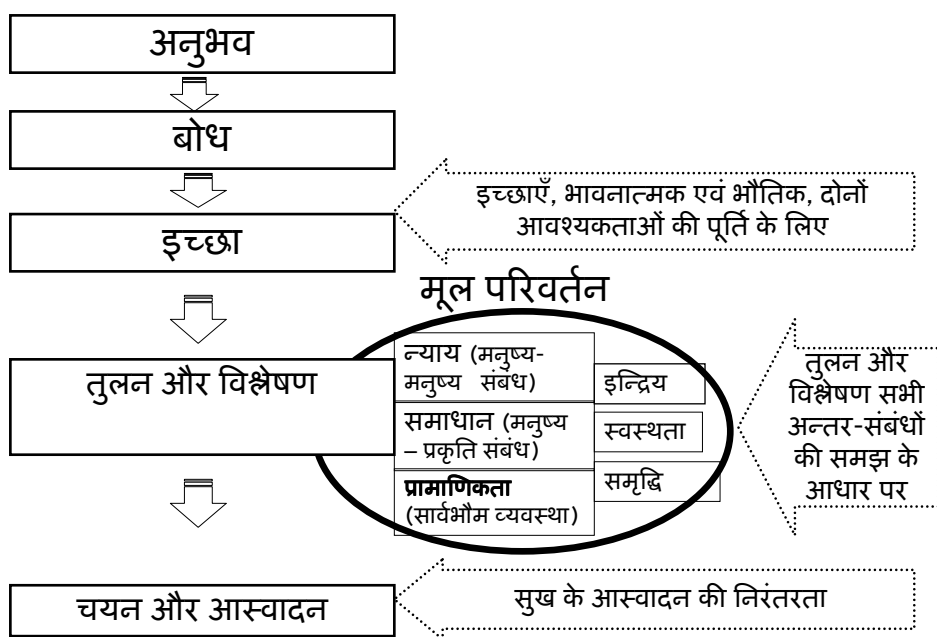 अनुभव
बोध
इच्छाएँ, भावनात्मक एवं भौतिक, दोनों
आवश्यकताओं की पूर्ति के लिए
इच्छा
मूल परिवर्तन
तुलन और विश्लेषण
न्याय (मनुष्य-
मनुष्य संबंध)
समाधान (मनुष्य
– प्रकृति संबंध)
प्रामाणिकता
(सार्वभौम व्यवस्था)
इन्द्रिय
स्वस्थता
समृद्धि
तुलन और
विश्लेषण सभी
अन्तर-संबंधों
की समझ के
आधार पर
चयन और आस्वादन
सुख के आस्वादन की निरंतरता